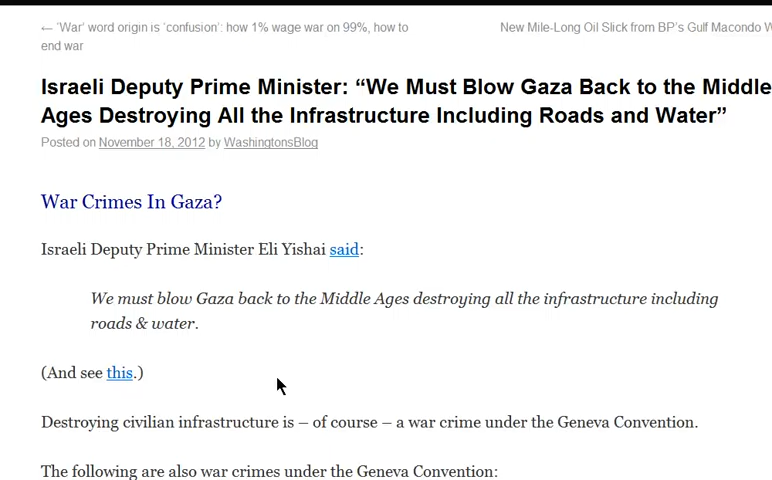 ← ‘War’ word origin is ‘confusion’: how 1% wage war on 99%, how to
end war
New Mile-Long Oil Slick from BP’s Gulf Macondo W
Israeli Deputy Prime Minister: “We Must Blow Gaza Back to the Middle
Ages Destroying All the Infrastructure Including Roads and Water”
Posted on November 18, 2012 by WashingtonsBlog
War Crimes In Gaza?
Israeli Deputy Prime Minister Eli Yishai said:
We must blow Gaza back to the Middle Ages destroying all the infrastructure including
roads & water.
(And see this.)
Destroying civilian infrastructure is – of course – a war crime under the Geneva Convention.
The following are also war crimes under the Geneva Convention: